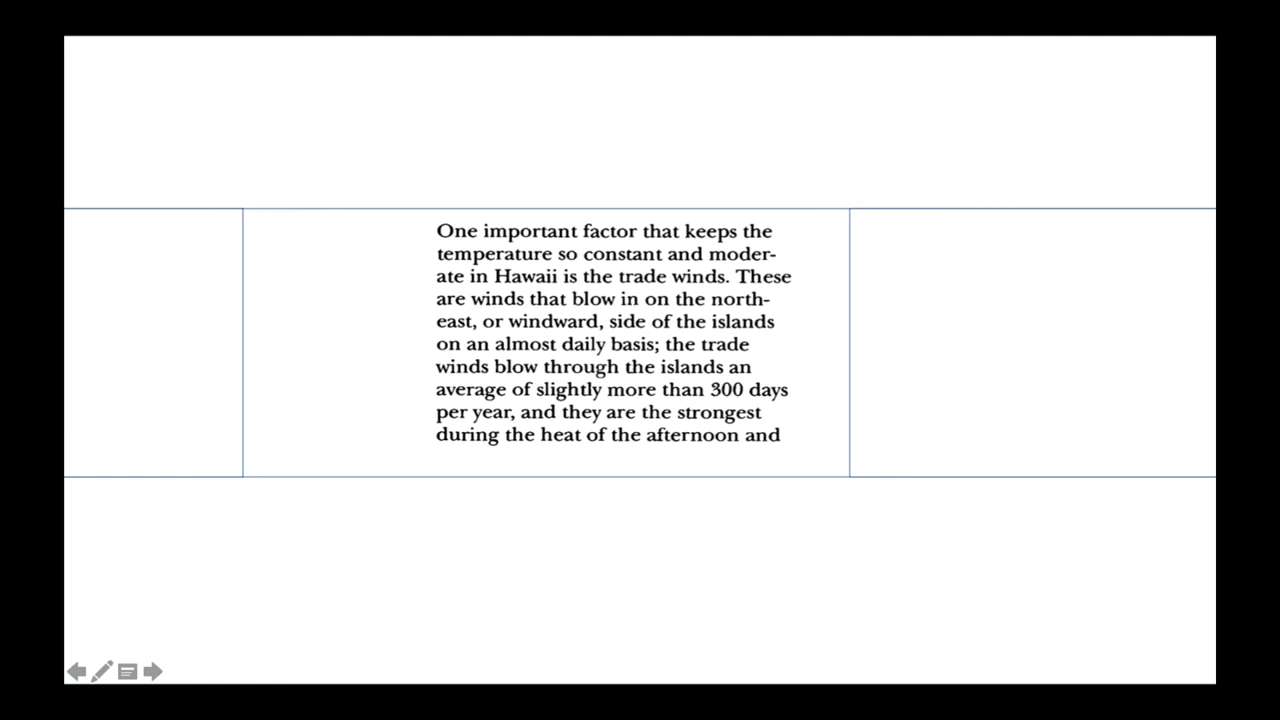 One important factor that keeps the
temperature so constant and moder-
ate in Hawaii is the trade winds. These
are winds that blow in on the north-
east, or windward, side of the islands
on an almost daily basis; the trade
winds blow through the islands an
average of slightly more than 300 days
per year, and they are the strongest
during the heat of the afternoon and